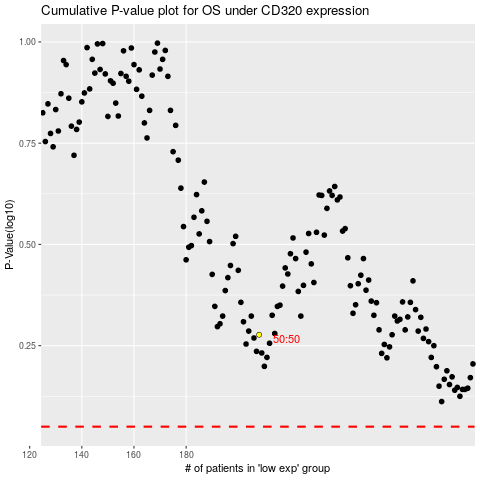 Cumulative P-value plot for OS under CD320 expression
P-Value(log10)
1.00
0.75
0.50
0.25
50:50
120 140 160 180
# of patients in 'low exp' group